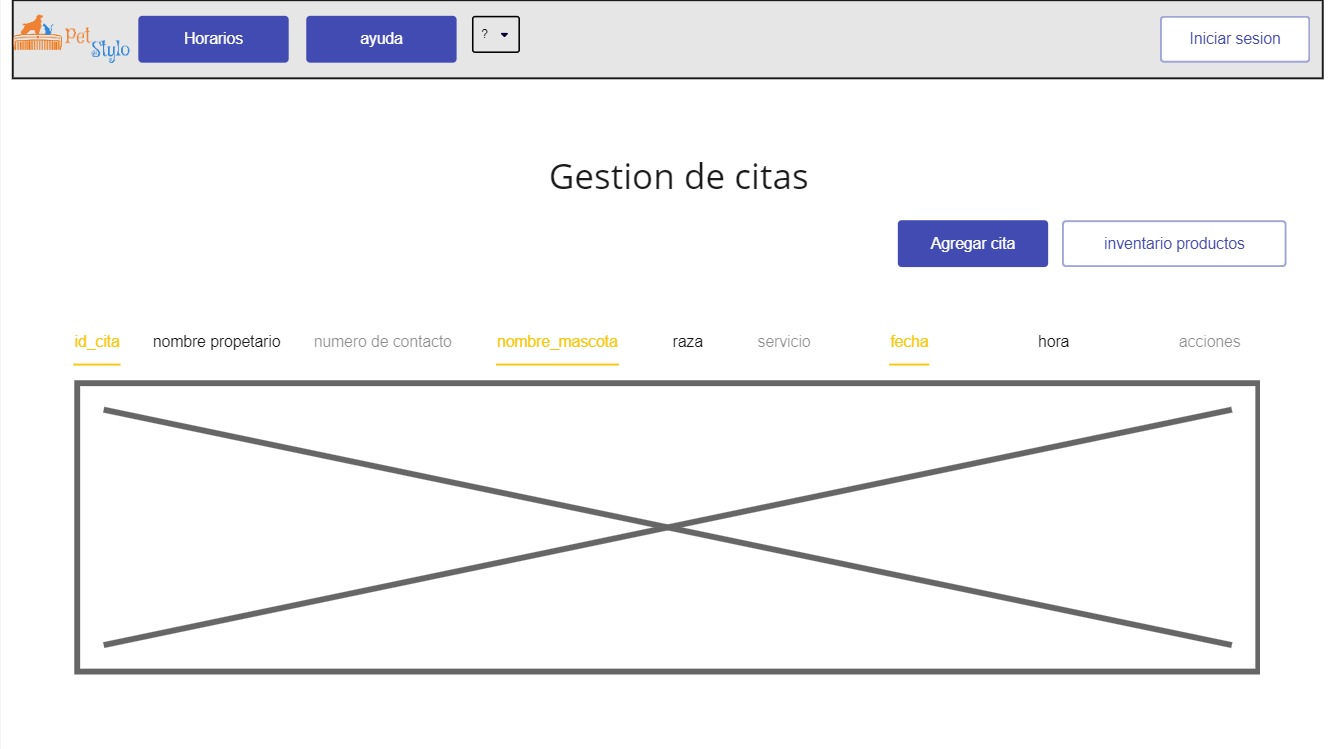 pet
Stylo
Horarios
ayuda
?
Iniciar sesion
Gestion de citas
Agregar cita
inventario productos
id_cita nombre propetario numero de contacto nombre_mascota raza servicio fecha hora acciones